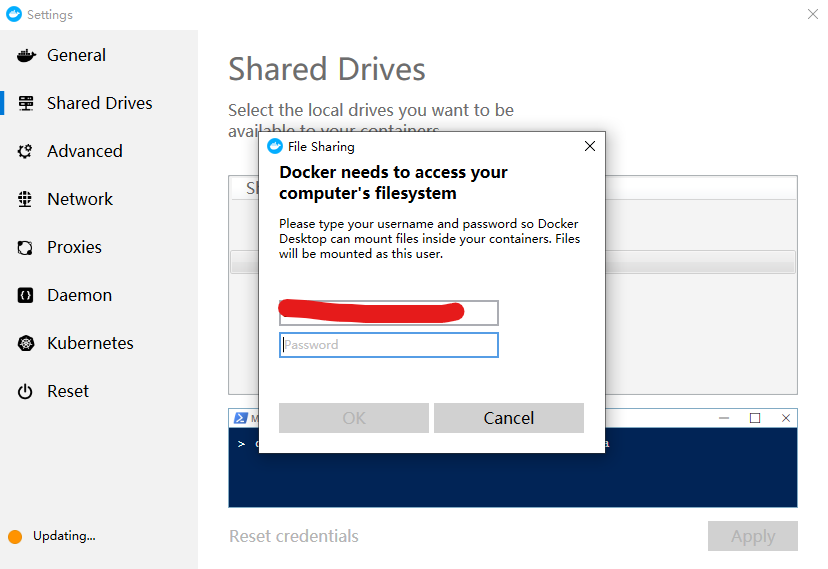 Settings
General
Shared Drives
Advanced
Network
Proxies
Daemon
Kubernetes
Reset
Updating...
Shared Drives
Select the local drives you want to be
available to your containers.
File Sharing
Docker needs to access your
computer's filesystem
Please type your username and password so Docker
Desktop can mount files inside your containers. Files
will be mounted as this user.
Password
OK
Cancel
>
Reset credentials
Apply